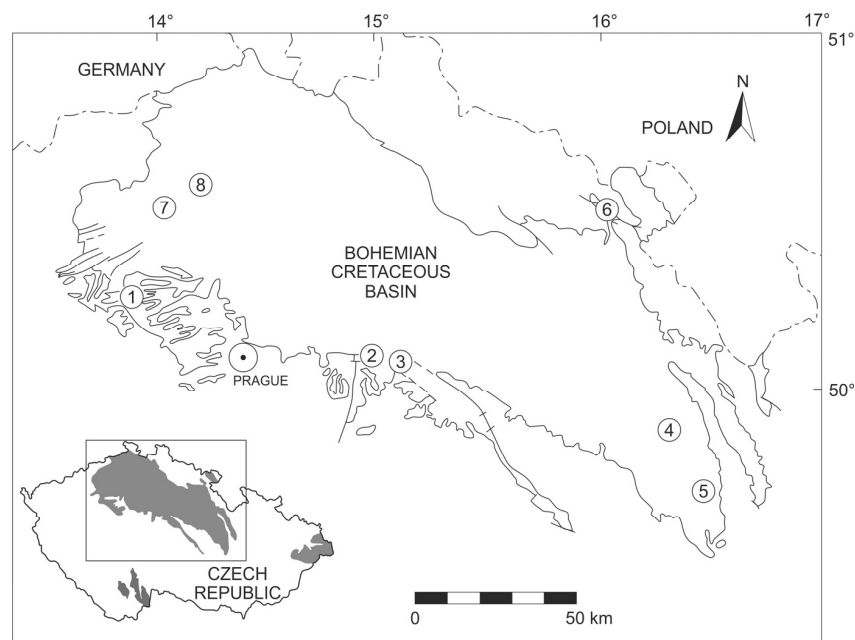 14°
15°
16°
17°
51°
GERMANY
N
POLAND
8
7
6
BOHEMIAN
CRETACEOUS
BASIN
1
2
3
PRAGUE
50°
4
5
CZECH
REPUBLIC
0
50 km